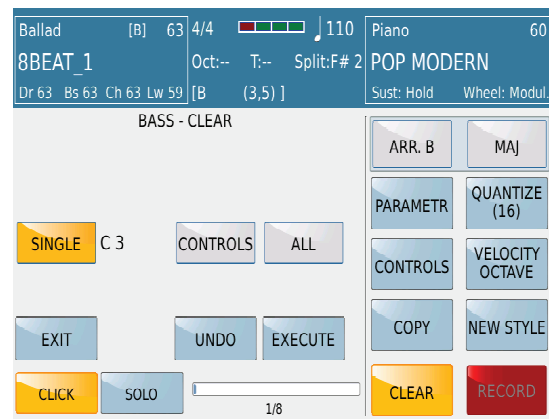 Ballad [B] 63 4/4 110 Piano 60
8BEAT_1 Oct:-- T:-- Split:F# 2 POP MODERN
Dr 63 Bs 63 Ch 63 Lw 59 [B (3,5) ] Sust: Hold Wheel: Modul.
BASS - CLEAR
ARR. B MAJ
PARAMETR QUANTIZE
(16)
SINGLE C 3 CONTROLS ALL
CONTROLS VELOCITY
OCTAVE
EXIT UNDO EXECUTE
COPY NEW STYLE
CLICK SOLO 1/8
CLEAR RECORD